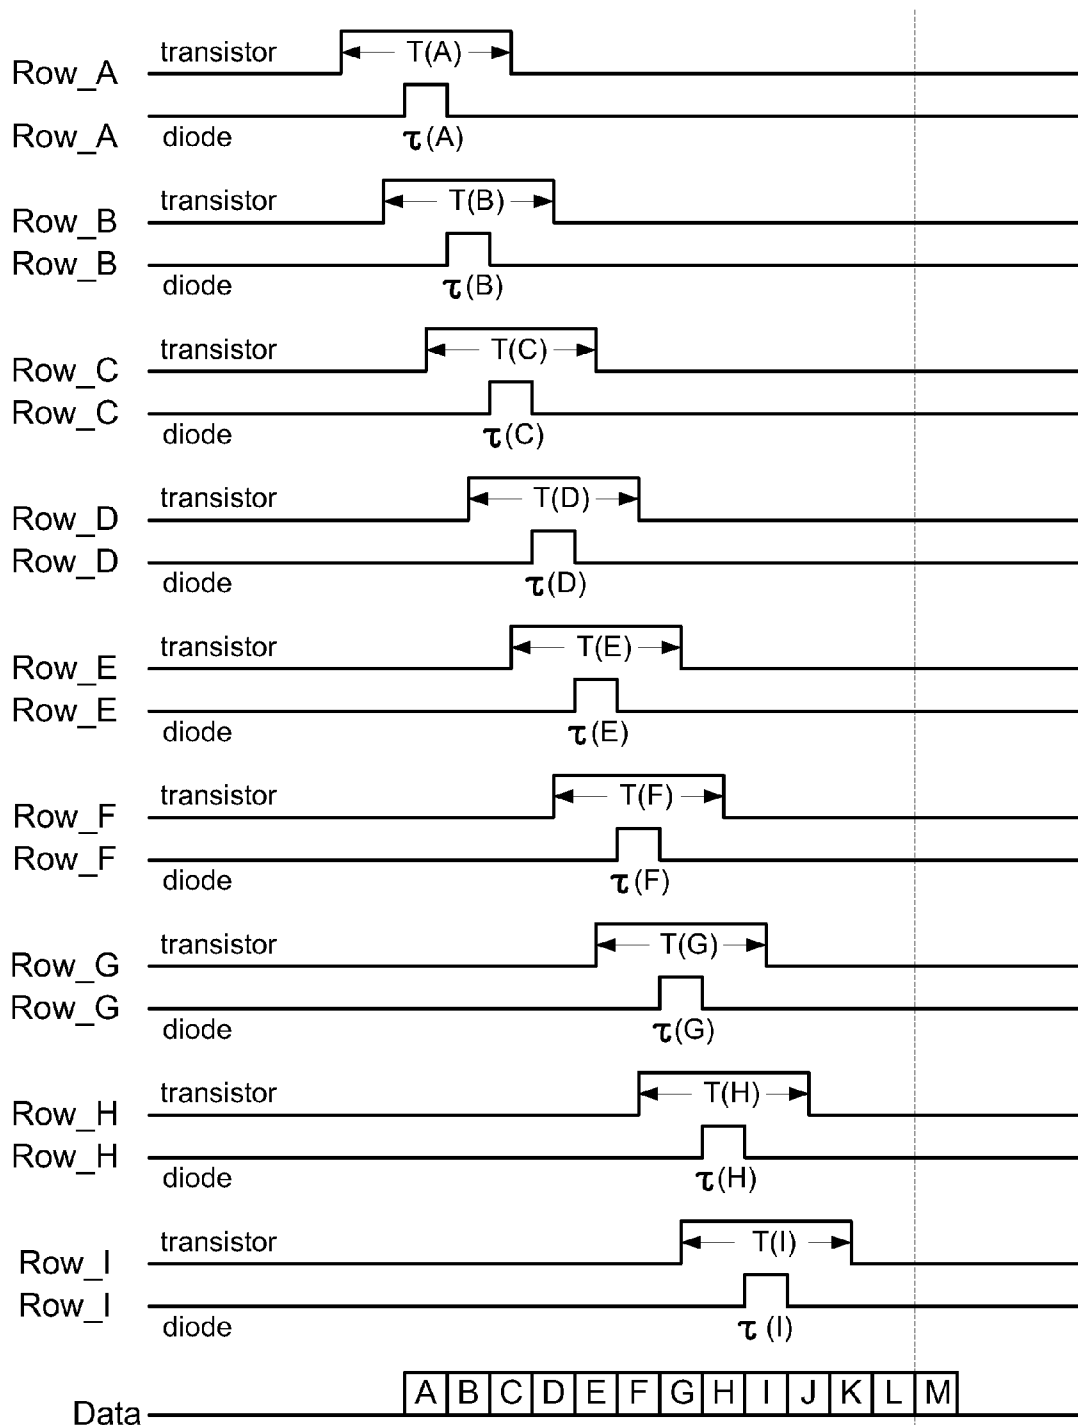 transistor
T(A)
Row_A
Row_A
diode
τ(A)
transistor
T(B)
Row_B
Row_B
diode
τ(B)
transistor
T(C)
Row_C
Row_C
diode
τ(C)
transistor
T(D)
Row_D
Row_D
diode
τ(D)
transistor
T(E)
Row_E
Row_E
diode
τ(E)
transistor
T(F)
Row_F
Row_F
diode
τ(F)
transistor
T(G)
Row_G
Row_G
diode
τ(G)
transistor
T(H)
Row_H
Row_H
diode
τ(H)
transistor
T(I)
Row_I
Row_I
diode
τ (I)
A B C D E F G H I J K L M
Data